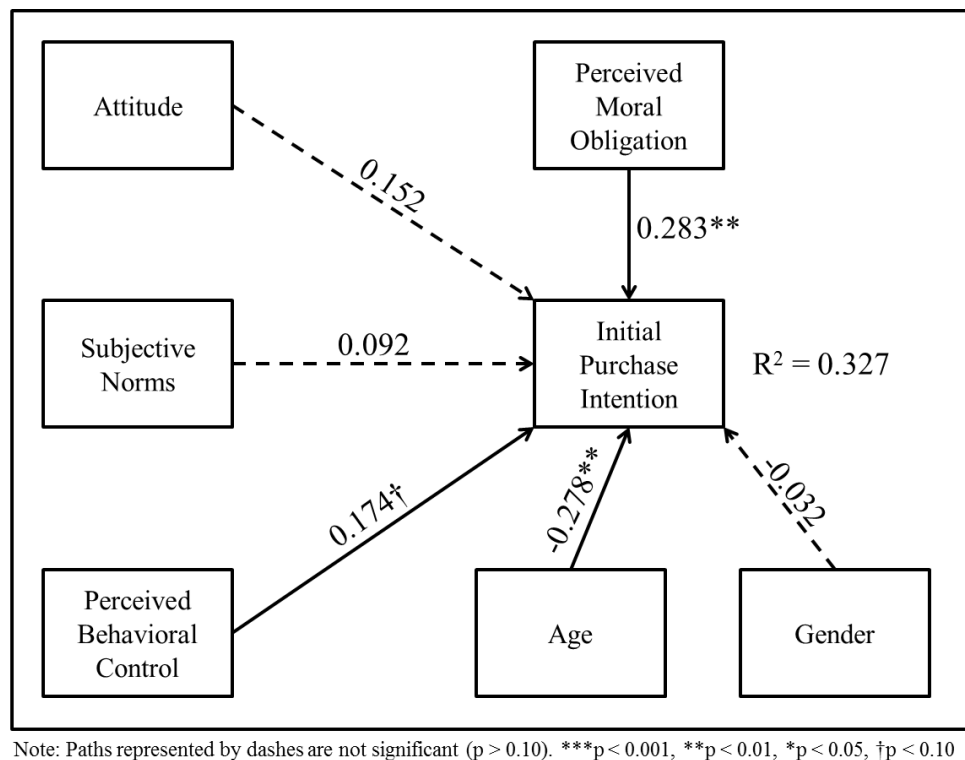 Attitude
Perceived
Moral
Obligation
0.152
0.283**
Subjective
Norms
0.092
Initial
Purchase
Intention
R² = 0.327
0.174†
-0.278**
-0.032
Perceived
Behavioral
Control
Age
Gender
Note: Paths represented by dashes are not significant (p > 0.10). ***p < 0.001, **p < 0.01, *p < 0.05, †p < 0.10